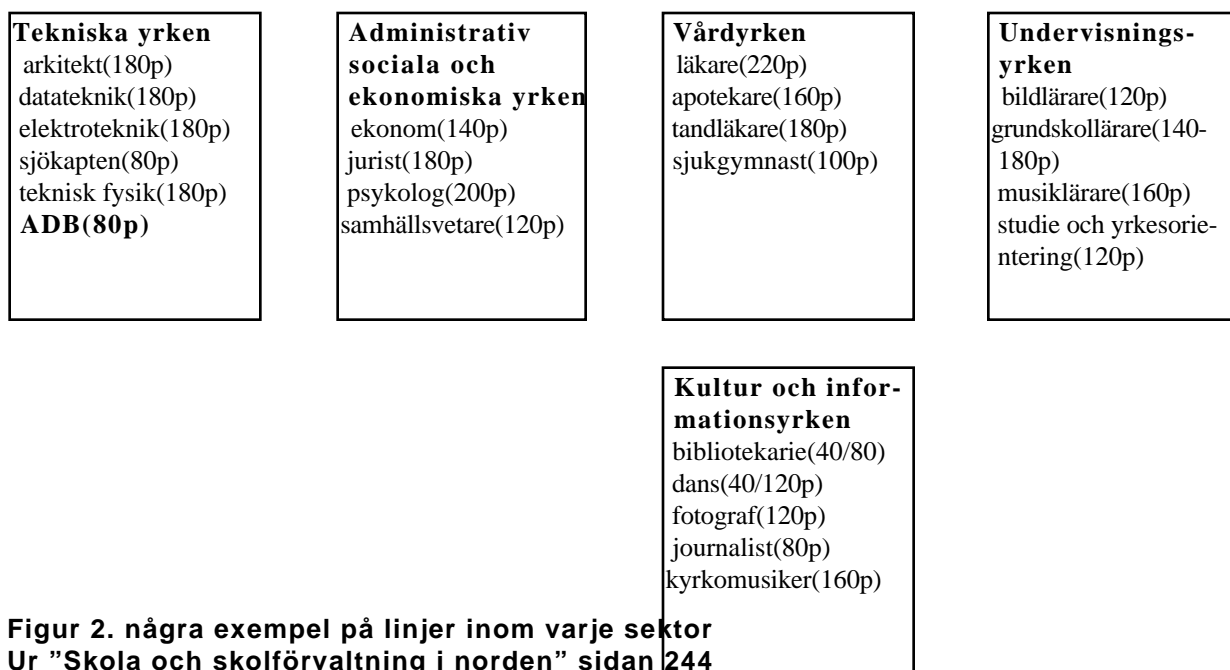 Tekniska yrken
arkitekt(180p)
datateknik(180p)
elektroteknik(180p)
sjökapten(80p)
teknisk fysik(180p)
ADB(80p)
Administrativ
sociala och
ekonomiska yrken
ekonom(140p)
jurist(180p)
psykolog(200p)
samhällsvetare(120p)
Vårdyrken
läkare(220p)
apotekare(160p)
tandläkare(180p)
sjukgymnast(100p)
Undervisnings-
yrken
bildlärare(120p)
grundskollärare(140-
180p)
musiklärare(160p)
studie och yrkesorie-
ntering(120p)
Kultur och infor-
mationsyrken
bibliotekarie(40/80)
dans(40/120p)
fotograf(120p)
journalist(80p)
kyrkomusiker(160p)
Figur 2. några exempel på linjer inom varje sektor
Ur ”Skola och skolförvaltning i norden” sidan 244